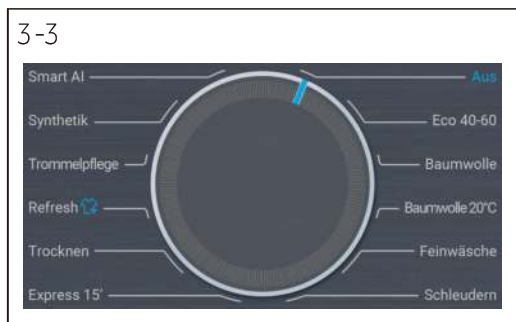 3-3
Smart AI
Aus
Synthetik
Eco 40-60
Trommelpflege
Baumwolle
Refresh
Baumwolle 20°C
Trocknen
Feinwäsche
Express 15'
Schleudern